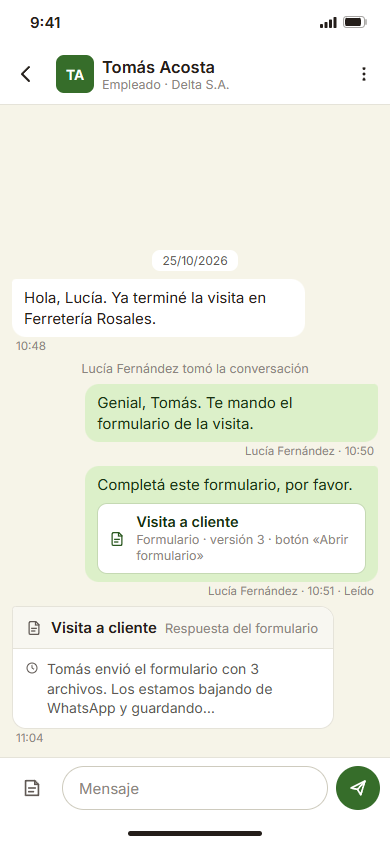 9:41
TA
Tomás Acosta
Empleado · Delta S.A.
25/10/2026
Hola, Lucía. Ya terminé la visita en
Ferretería Rosales.
10:48
Lucía Fernández tomó la conversación
Genial, Tomás. Te mando el
formulario de la visita.
Lucía Fernández · 10:50
Completá este formulario, por favor.
Visita a cliente
Formulario · versión 3 · botón «Abrir
formulario»
Lucía Fernández · 10:51 · Leído
Visita a cliente Respuesta del formulario
Tomás envió el formulario con 3
archivos. Los estamos bajando de
WhatsApp y guardando...
11:04
Mensaje